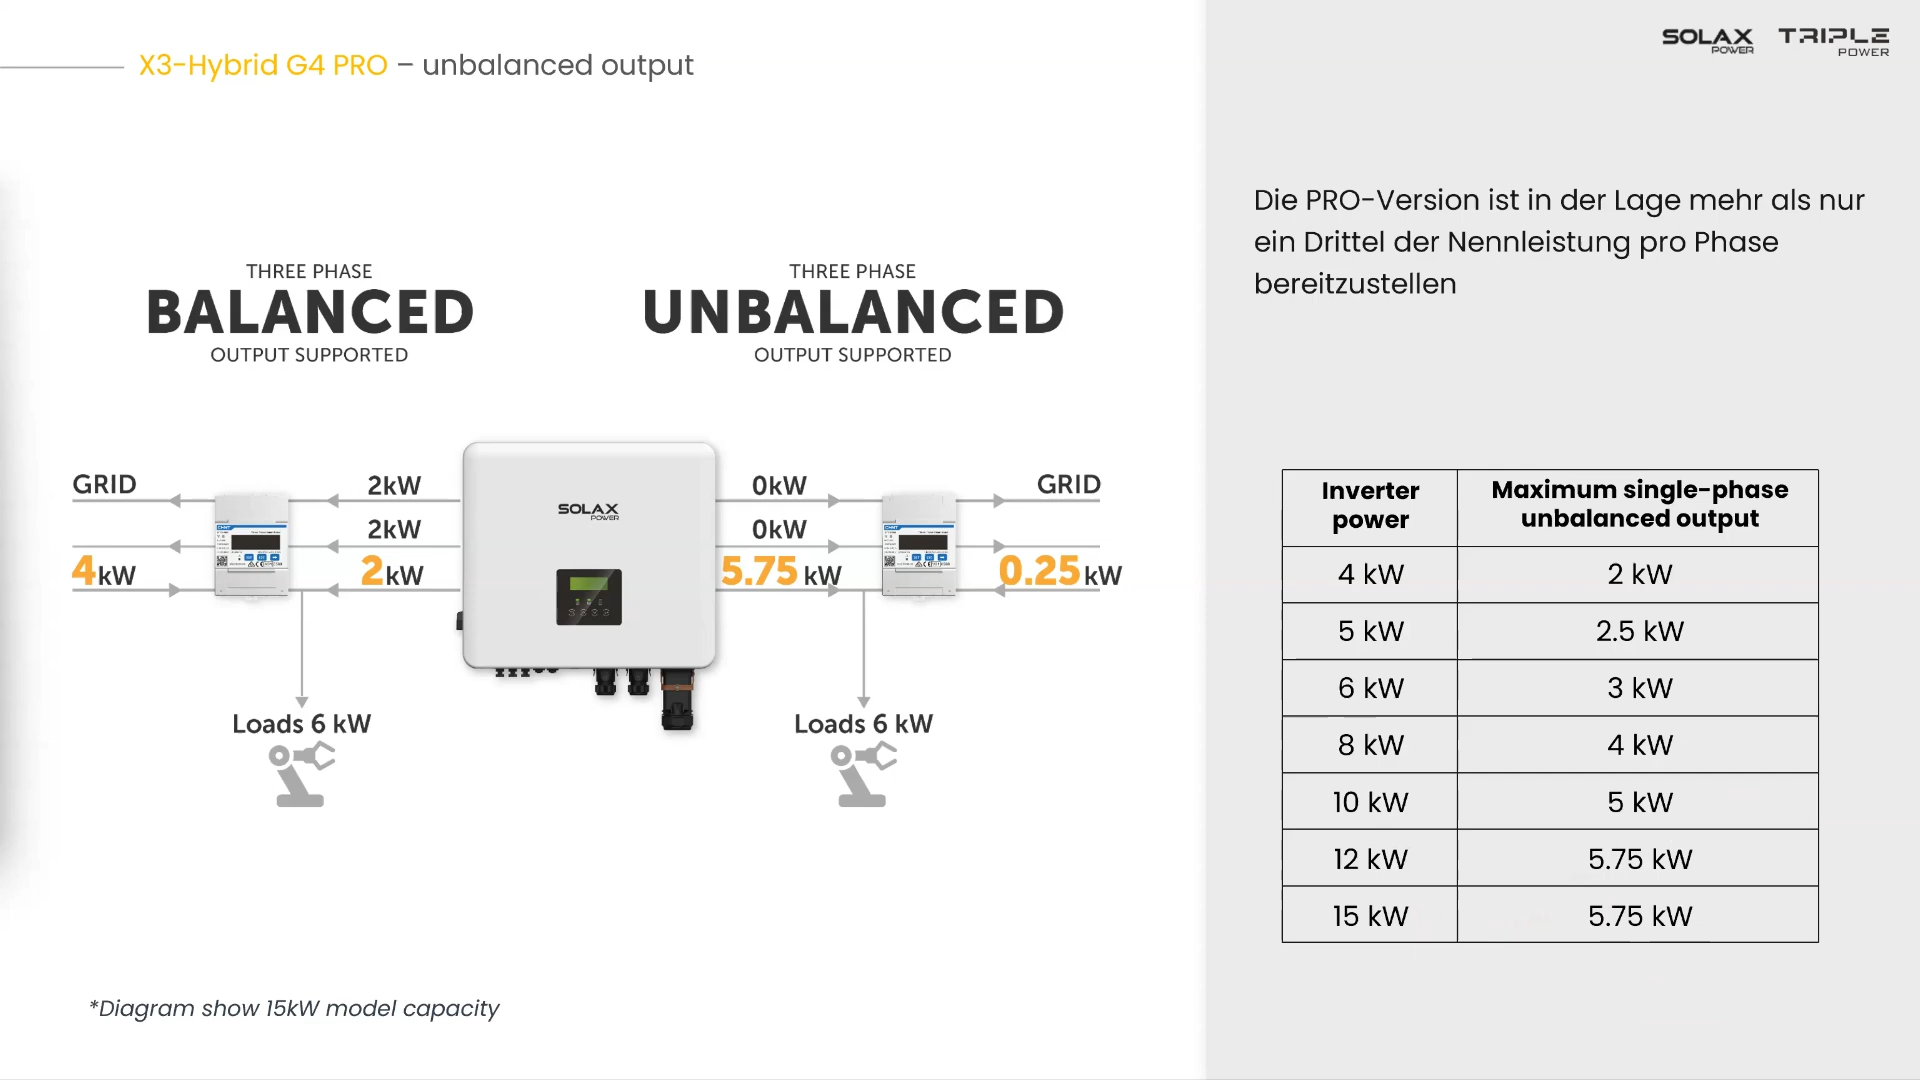 X3-Hybrid G4 PRO – unbalanced output
SOLAX
POWER
TRIPLE
POWER
Die PRO-Version ist in der Lage mehr als nur
ein Drittel der Nennleistung pro Phase
bereitzustellen
THREE PHASE
BALANCED
OUTPUT SUPPORTED
THREE PHASE
UNBALANCED
OUTPUT SUPPORTED
GRID
2kW
2kW
4kW
2kW
SOLAX
POWER
0kW
GRID
0kW
5.75 kW
0.25kW
Loads 6 kW
Loads 6 kW
Inverter power
Maximum single-phase unbalanced output
4 kW
2 kW
5 kW
2.5 kW
6 kW
3 kW
8 kW
4 kW
10 kW
5 kW
12 kW
5.75 kW
15 kW
5.75 kW
*Diagram show 15kW model capacity